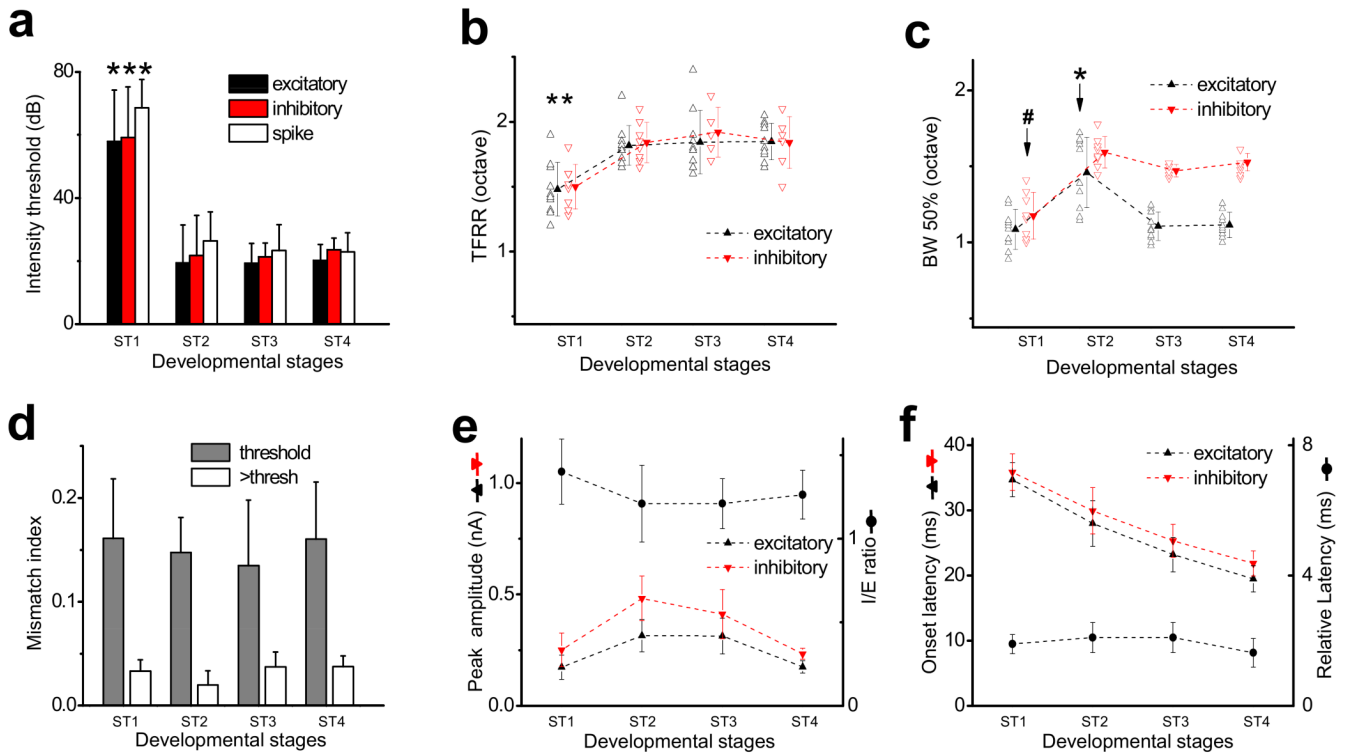 a
Intensity threshold (dB)
80
40
0
***
excitatory
inhibitory
spike
ST1
ST2
ST3
ST4
Developmental stages
b
TFRR (octave)
2
1
**
excitatory
inhibitory
ST1
ST2
ST3
ST4
Developmental stages
c
BW 50% (octave)
2
1
#
*
excitatory
inhibitory
ST1
ST2
ST3
ST4
Developmental stages
d
Mismatch index
0.2
0.1
0.0
threshold
>thresh
ST1
ST2
ST3
ST4
Developmental stages
e
Peak amplitude (nA)
1.0
0.5
0.0
excitatory
inhibitory
1
0
I/E ratio
ST1
ST2
ST3
ST4
Developmental stages
f
Onset latency (ms)
40
30
20
10
0
excitatory
inhibitory
8
4
0
Relative Latency (ms)
ST1
ST2
ST3
ST4
Developmental stages